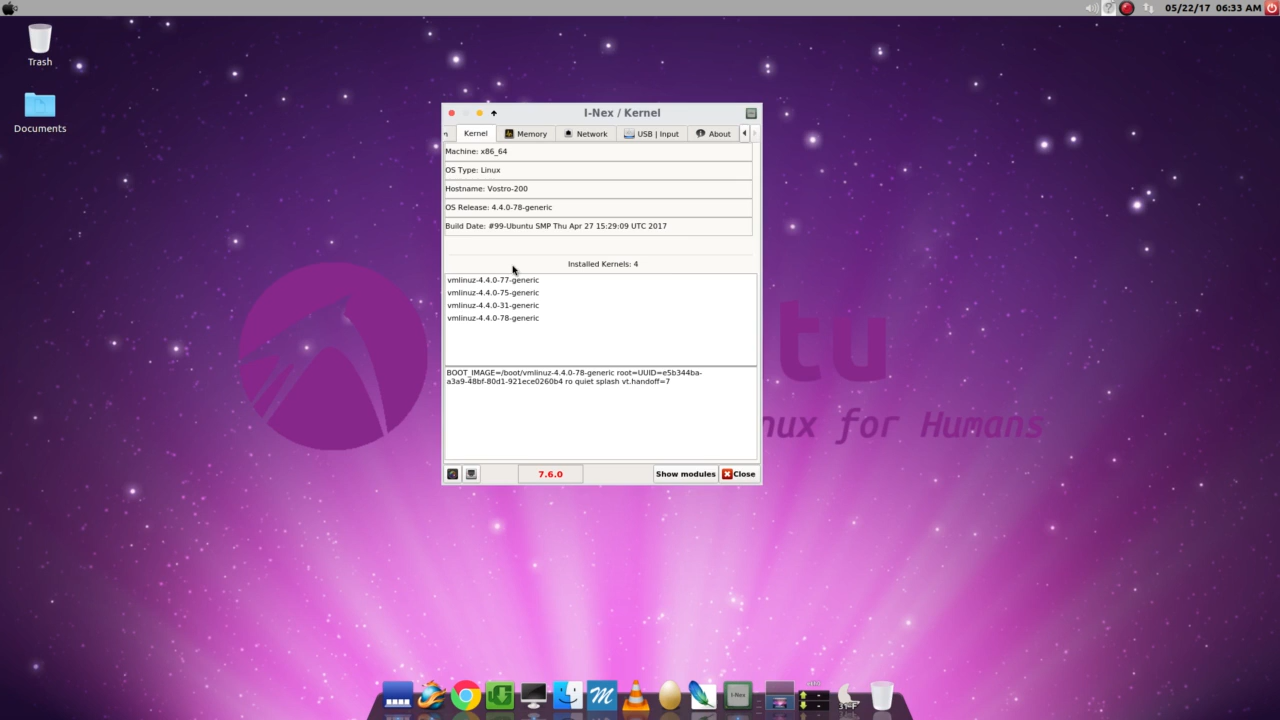 05/22/17 06:33 AM
Trash
Documents
I-Nex / Kernel
n Kernel Memory Network USB | Input About
Machine: x86_64
OS Type: Linux
Hostname: Vostro-200
OS Release: 4.4.0-78-generic
Build Date: #99-Ubuntu SMP Thu Apr 27 15:29:09 UTC 2017
Installed Kernels: 4
vmlinuz-4.4.0-77-generic
vmlinuz-4.4.0-75-generic
vmlinuz-4.4.0-31-generic
vmlinuz-4.4.0-78-generic
BOOT_IMAGE=/boot/vmlinuz-4.4.0-78-generic root=UUID=e5b344ba-
a3a9-48bf-80d1-921ece0260b4 ro quiet splash vt.handoff=7
7.6.0 Show modules Close
tu
nux for Humans
I-Nex
31°F